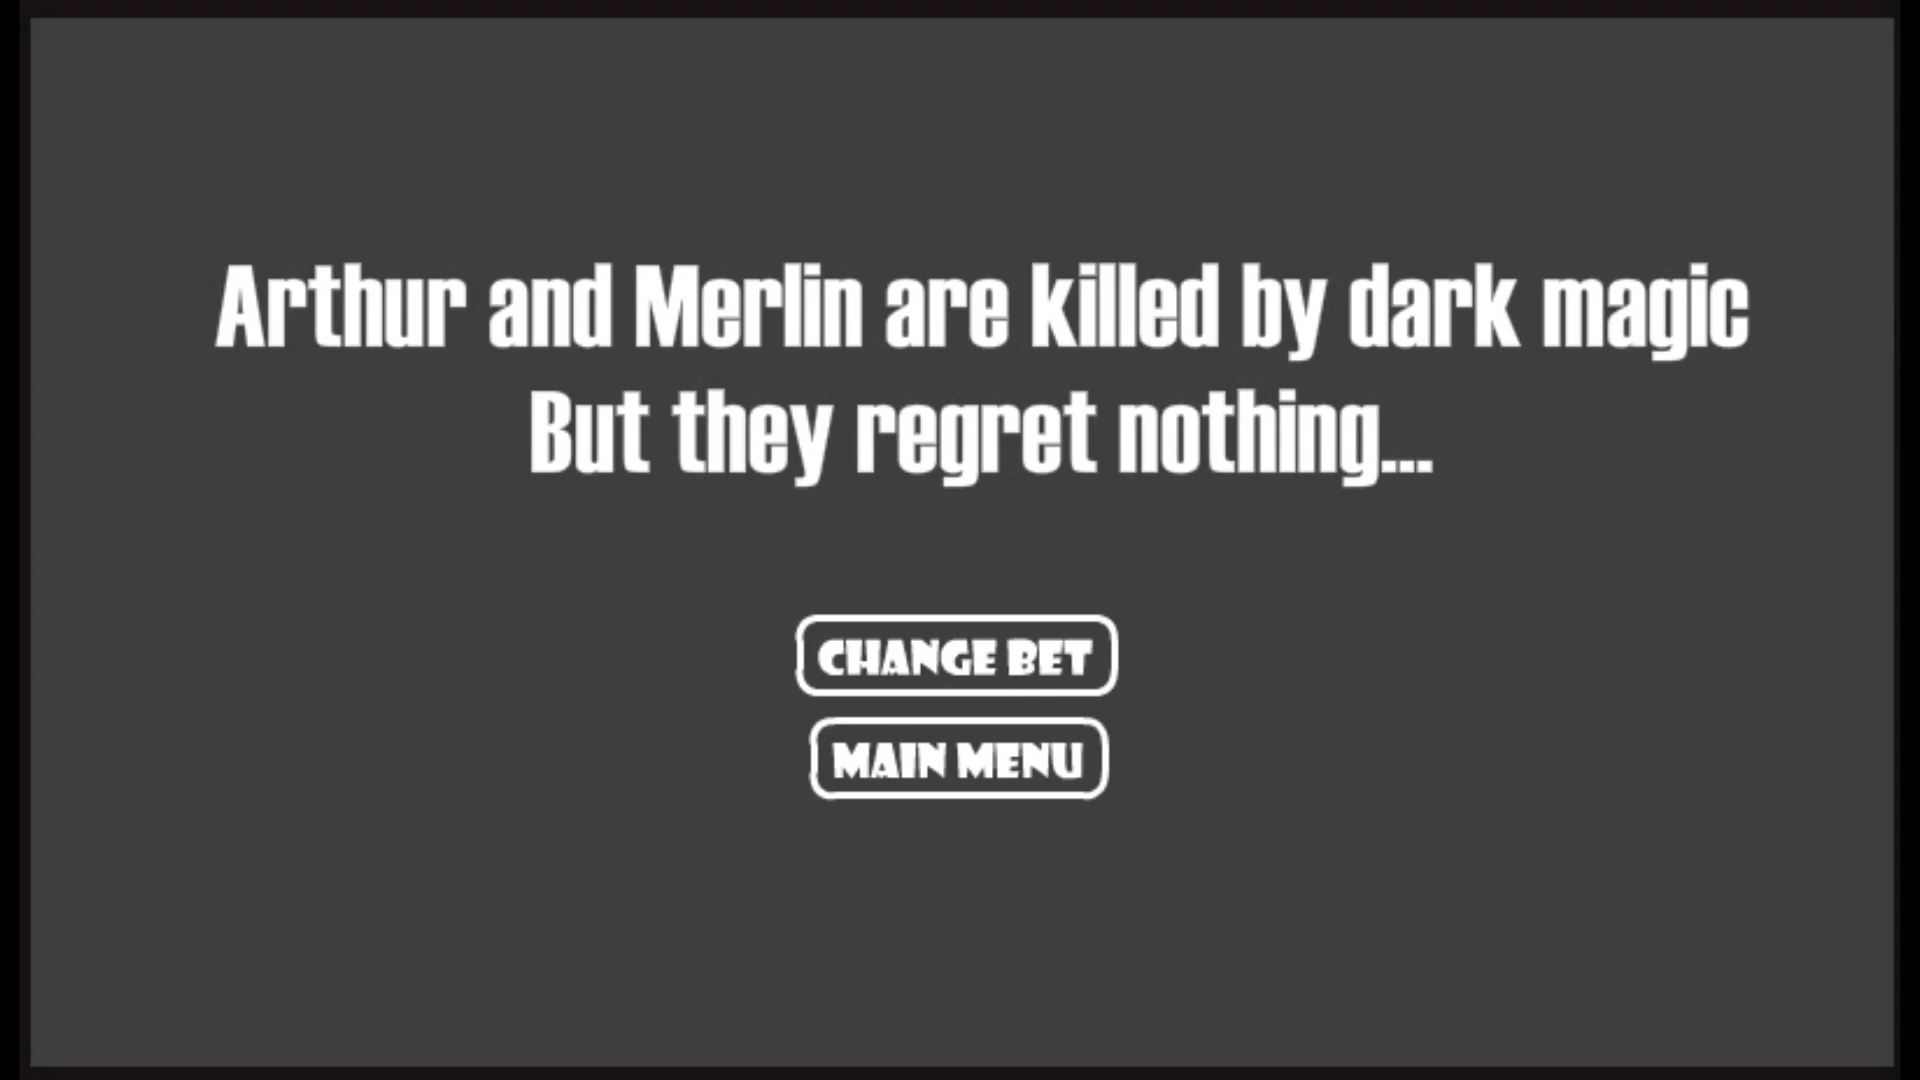 Arthur and Merlin are killed by dark magic
But they regret nothing...
CHANGE BET
MAIN MENU